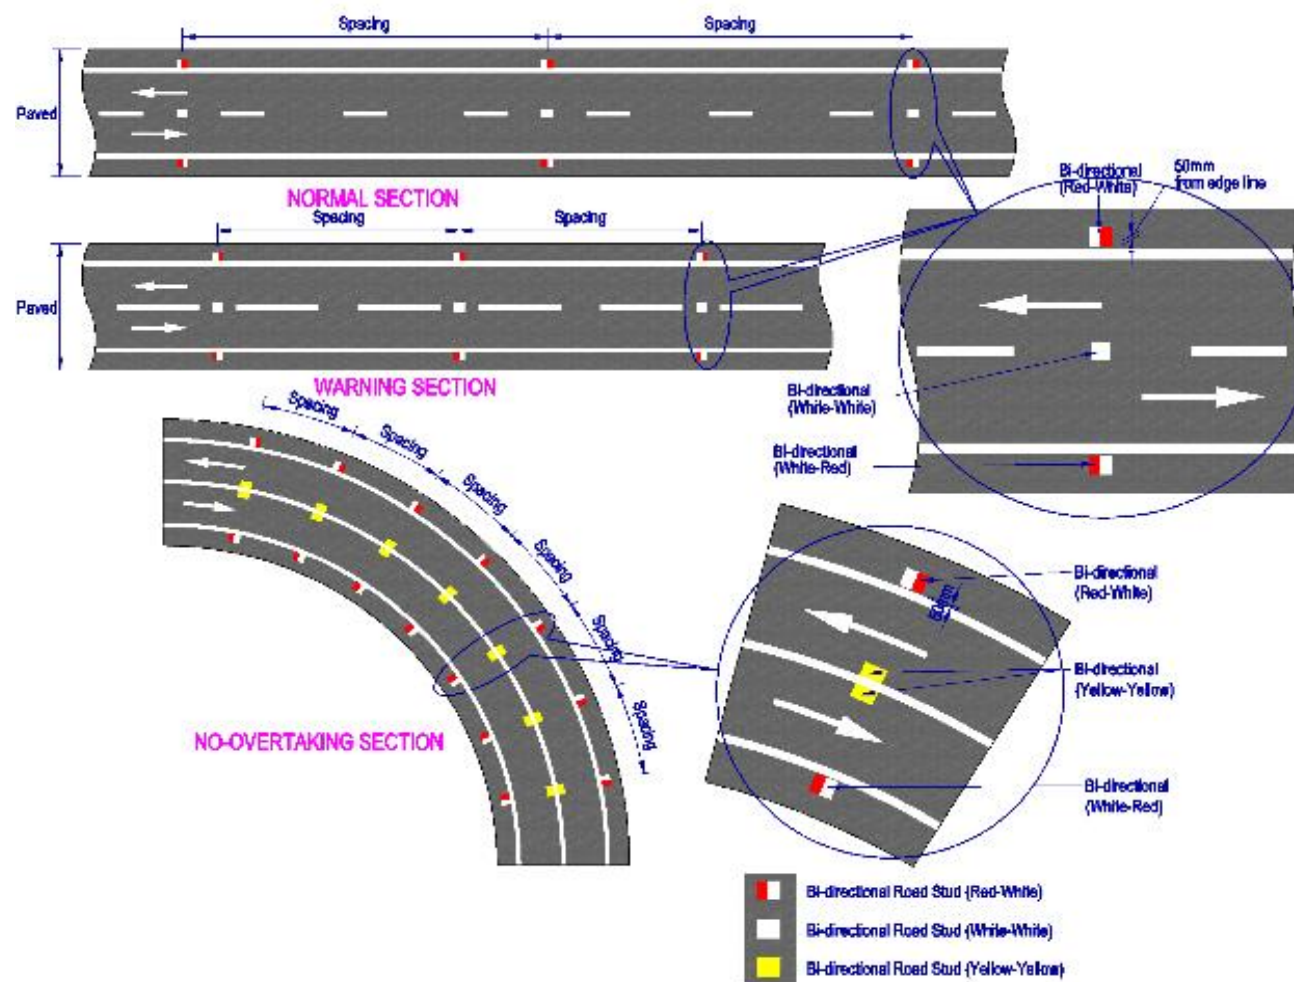 Spacing
Spacing
Paved
NORMAL SECTION
Bi-directional
(Red-White)
50mm
from edge line
Spacing
Spacing
Paved
WARNING SECTION
Bi-directional
(White-White)
Bi-directional
(White-Red)
Spacing
Spacing
Spacing
Spacing
Spacing
Spacing
NO-OVERTAKING SECTION
50mm
Bi-directional
(Red-White)
Bi-directional
(Yellow-Yellow)
Bi-directional
(White-Red)
Bi-directional Road Stud (Red-White)
Bi-directional Road Stud (White-White)
Bi-directional Road Stud (Yellow-Yellow)